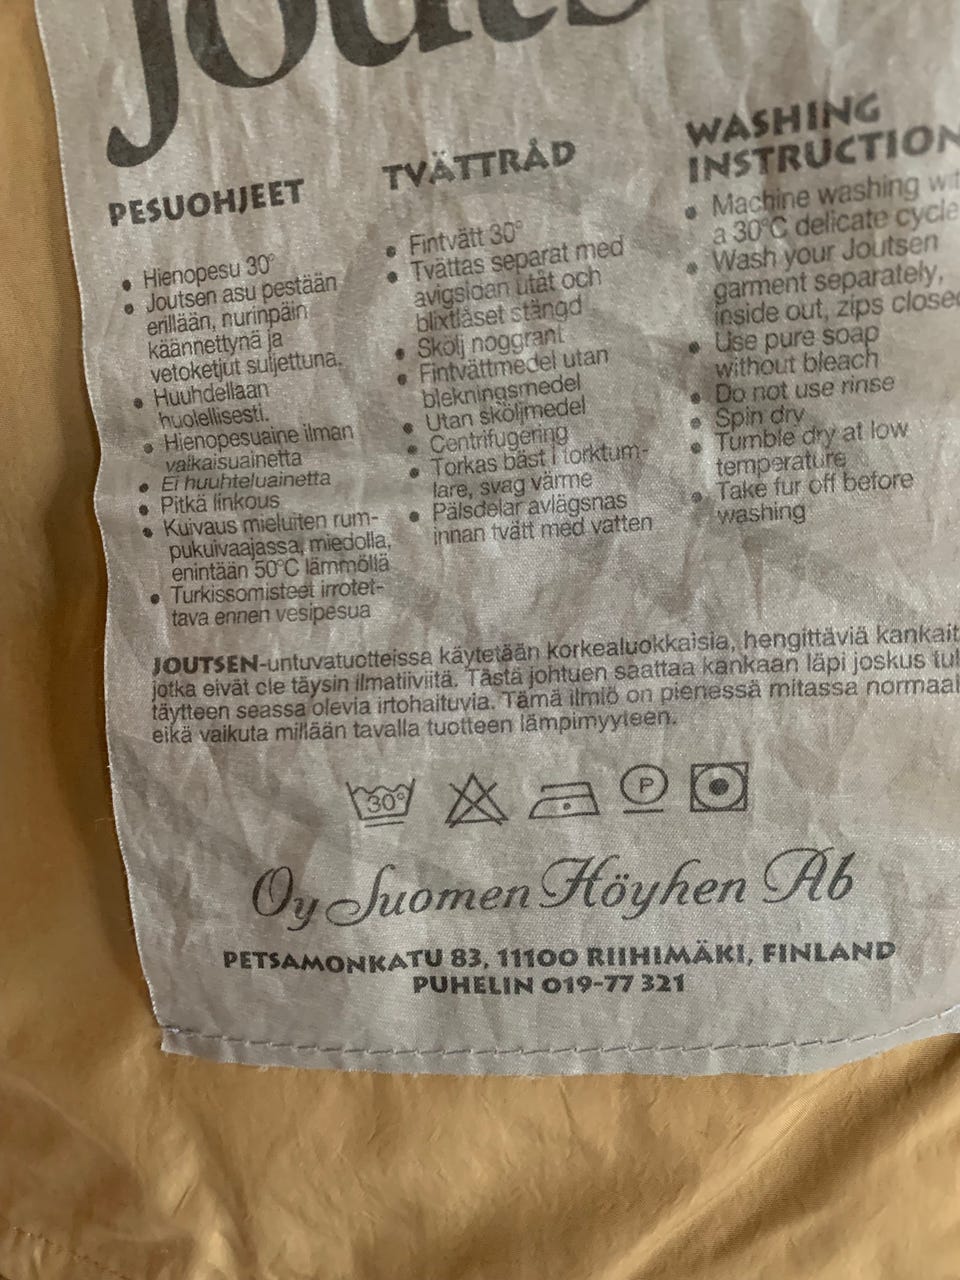 Jouts
PESUOHJEET
• Hienopesu 30°
• Joutsen asu pestään
erillään, nurinpäin
käännettynä ja
vetoketjut suljettuna.
• Huuhdellaan
huolellisesti.
• Hienopesuaine ilman
valkaisuainetta
• Ei huuhteluainetta
• Pitkä linkous
• Kuivaus mieluiten rum-
pukuivaajassa, miedolla,
enintään 50°C lämmöllä
• Turkissomisteet irrotet-
tava ennen vesipesua
TVÄTTRÅD
• Fintvätt 30°
• Tvättas separat med
avigsidan utåt och
blixtlåset stängd
• Skölj noggrant
• Fintvättmedel utan
blekningsmedel
• Utan sköljmedel
• Centrifugering
• Torkas bäst i torktum-
lare, svag värme
• Pälsdelar avlägsnas
innan tvätt med vatten
WASHING
INSTRUCTION
• Machine washing wit
a 30°C delicate cycle
• Wash your Joutsen
garment separately,
inside out, zips closed
• Use pure soap
without bleach
• Do not use rinse
• Spin dry
• Tumble dry at low
temperature
• Take fur off before
washing
JOUTSEN-untuvatuotteissa käytetään korkealuokkaisia, hengittäviä kankait
jotka eivät ole täysin ilmatiiviitä. Tästä johtuen saattaa kankaan läpi joskus tul
täytteen seassa olevia irtohaituvia. Tämä ilmiö on pienessä mitassa normaal
eikä vaikuta millään tavalla tuotteen lämpimyyteen.
30° P
Oy Suomen Höyhen Ab
PETSAMONKATU 83, 11100 RIIHIMÄKI, FINLAND
PUHELIN 019-77 321